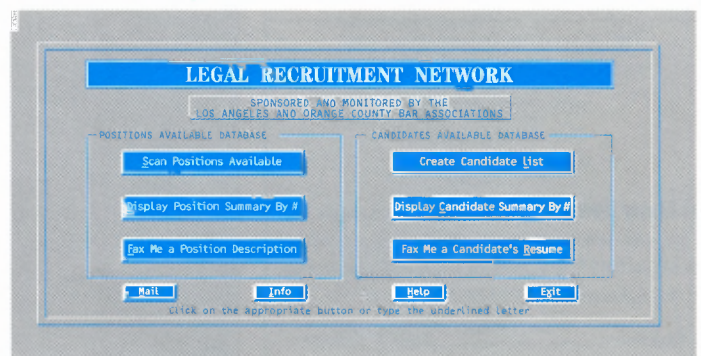 LEGAL RECRUITMENT NETWORK
SPONSORED AND MONITORED BY THE
LOS ANGELES AND ORANGE COUNTY BAR ASSOCIATIONS
POSITIONS AVAILABLE DATABASE
Scan Positions Available
Display Position Summary By #
Fax Me a Position Description
CANDIDATES AVAILABLE DATABASE
Create Candidate List
Display Candidate Summary By #
Fax Me a Candidate's Resume
Mail
Info
Help
Exit
Click on the appropriate button or type the underlined letter